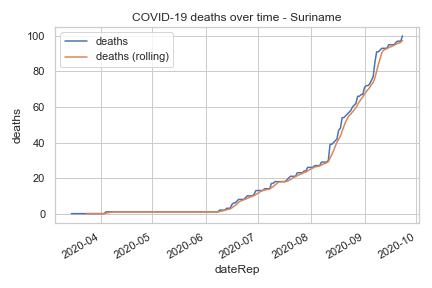 COVID-19 deaths over time - Suriname
deaths
deaths (rolling)
100
80
60
40
20
0
deaths
2020-04
2020-05
2020-06
2020-07
2020-08
2020-09
2020-10
dateRep